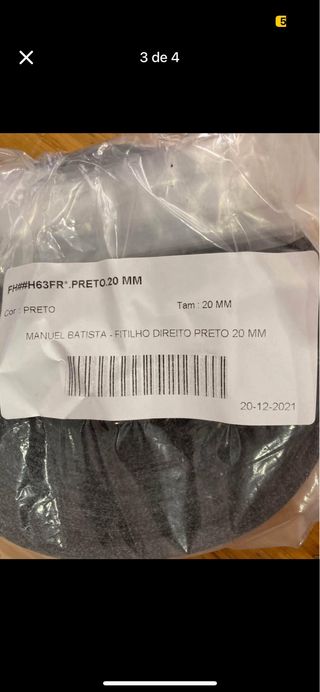 5
3 de 4
FH##H63FR*.PRETO.20 MM
Cor : PRETO
Tam : 20 MM
MANUEL BATISTA - FITILHO DIREITO PRETO 20 MM
20-12-2021